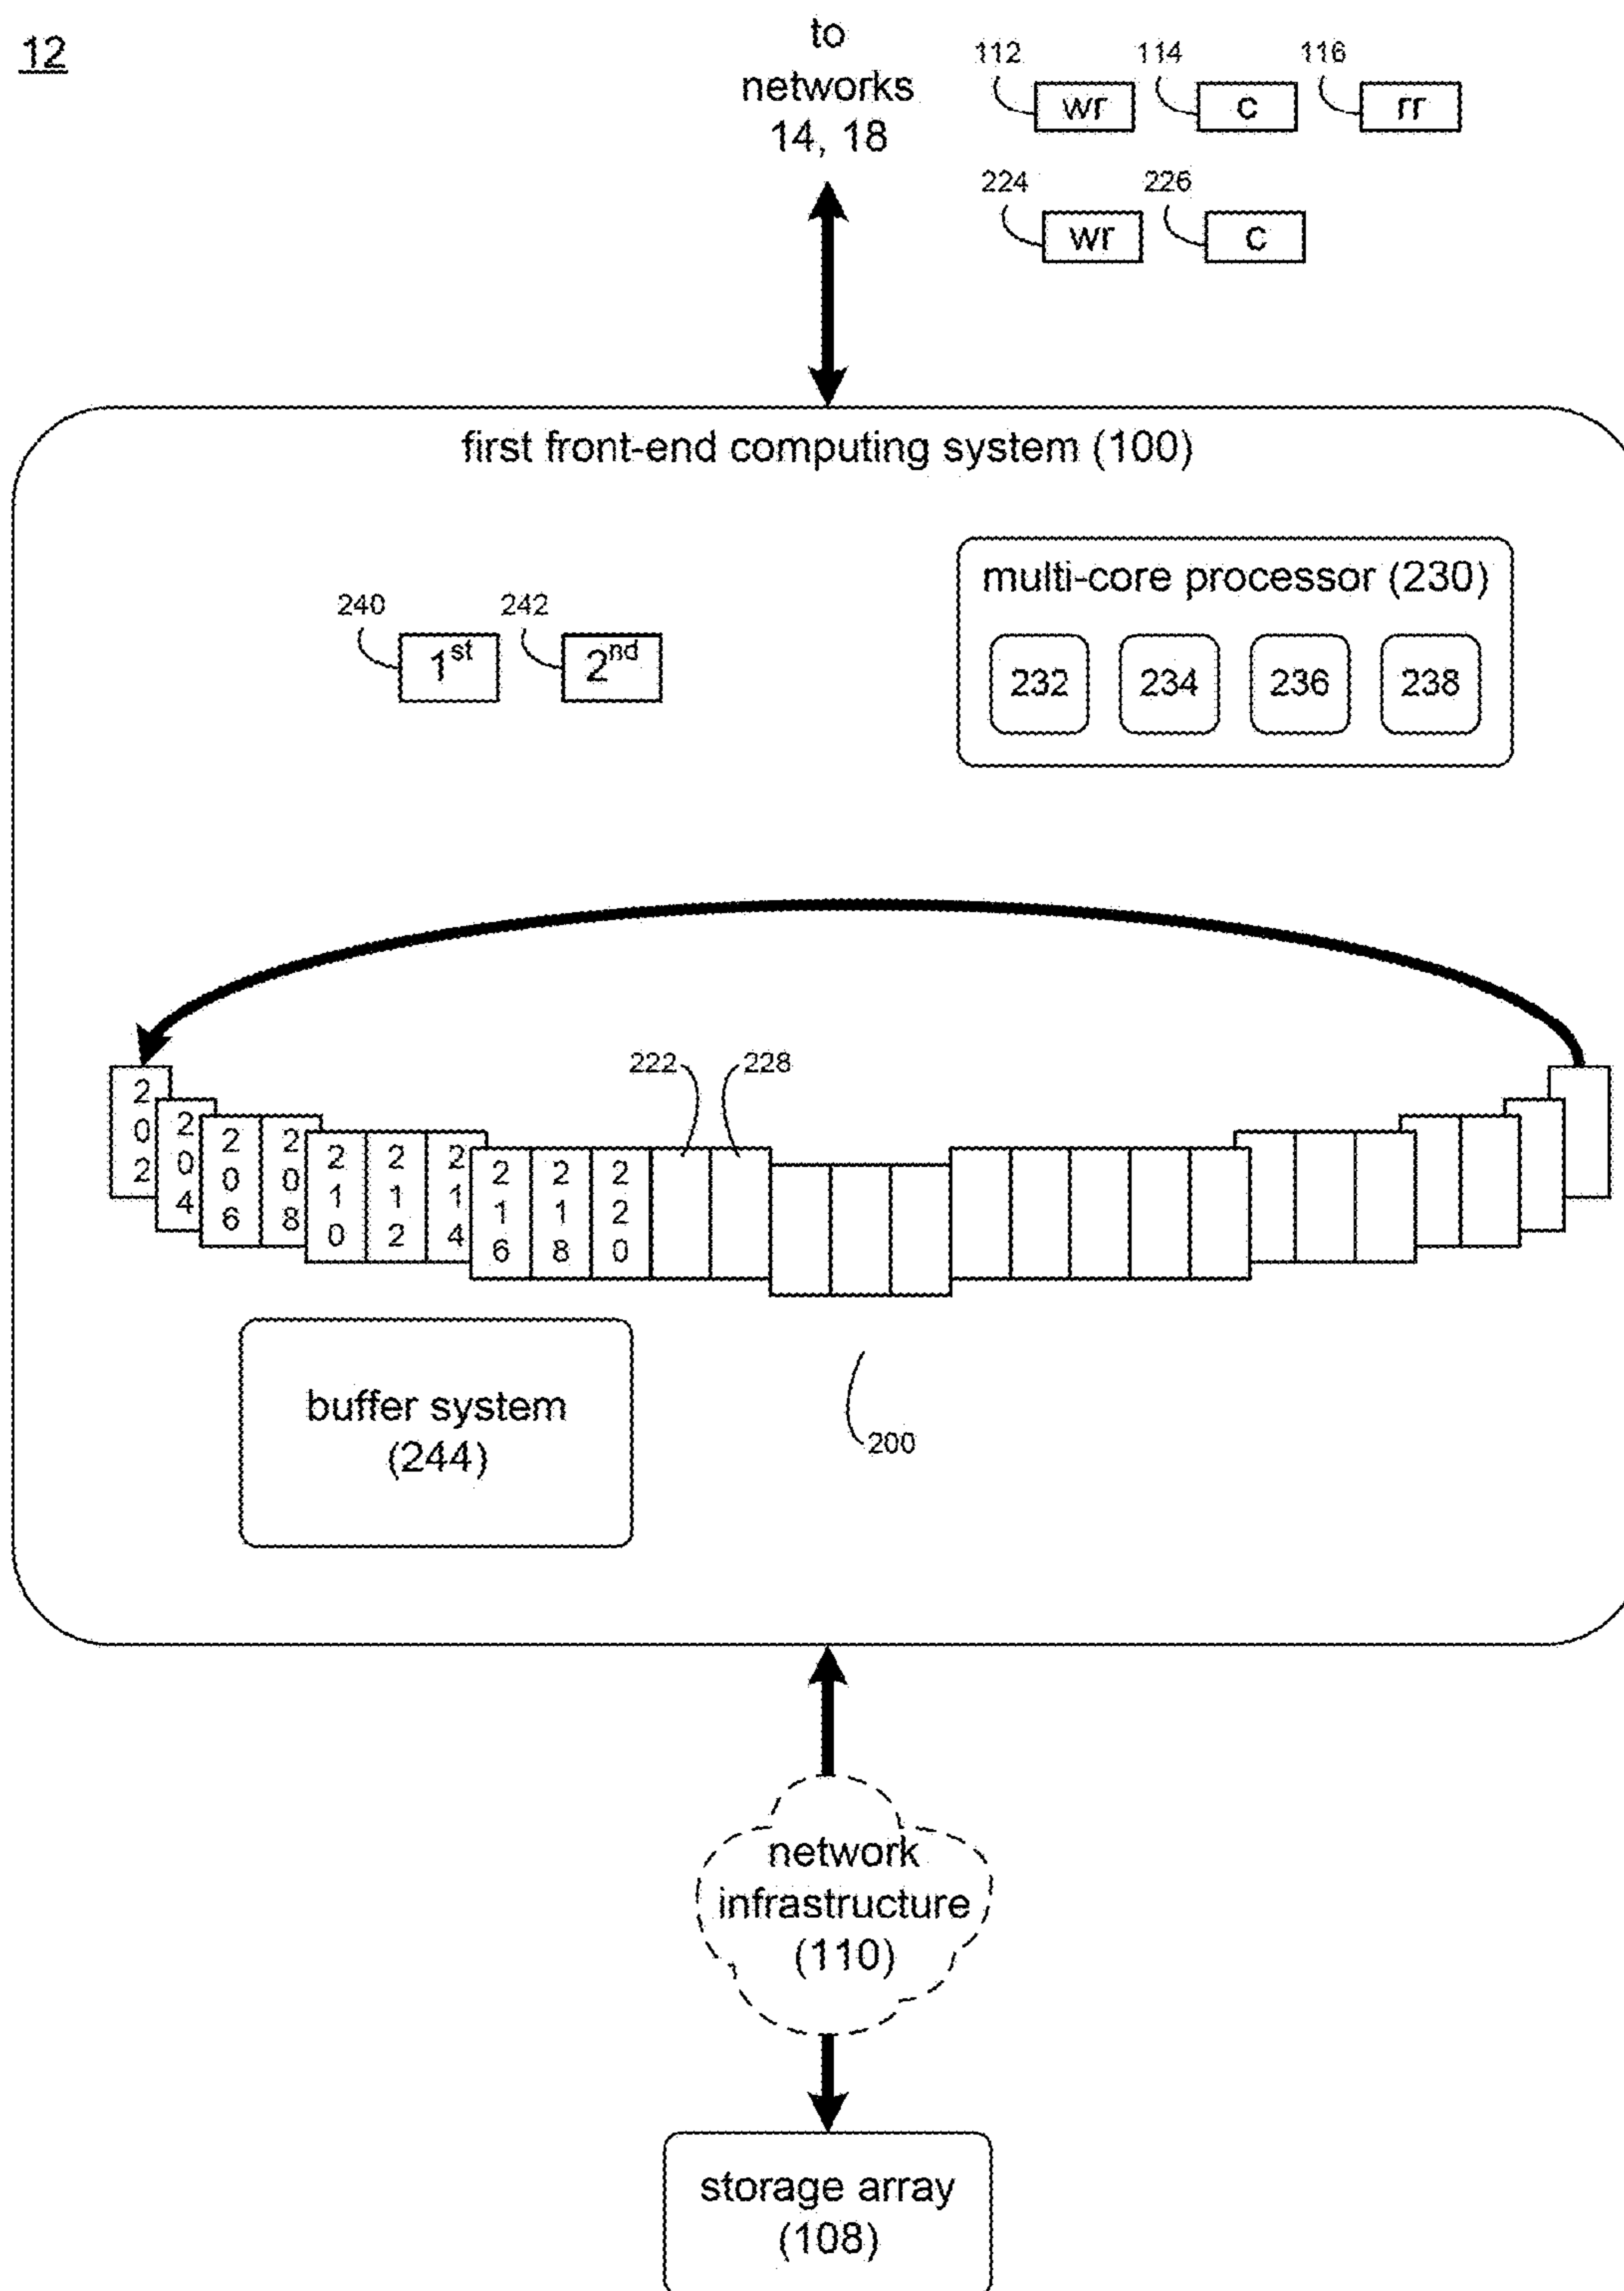 12
to
networks
14, 18
112 114 116
wr c rr
224 226
wr c
first front-end computing system (100)
multi-core processor (230)
232 234 236 238
240 242
1st 2nd
222 228
202
204
206
208
210
212
214
216
218
220
buffer system
(244)
200
network
infrastructure
(110)
storage array
(108)